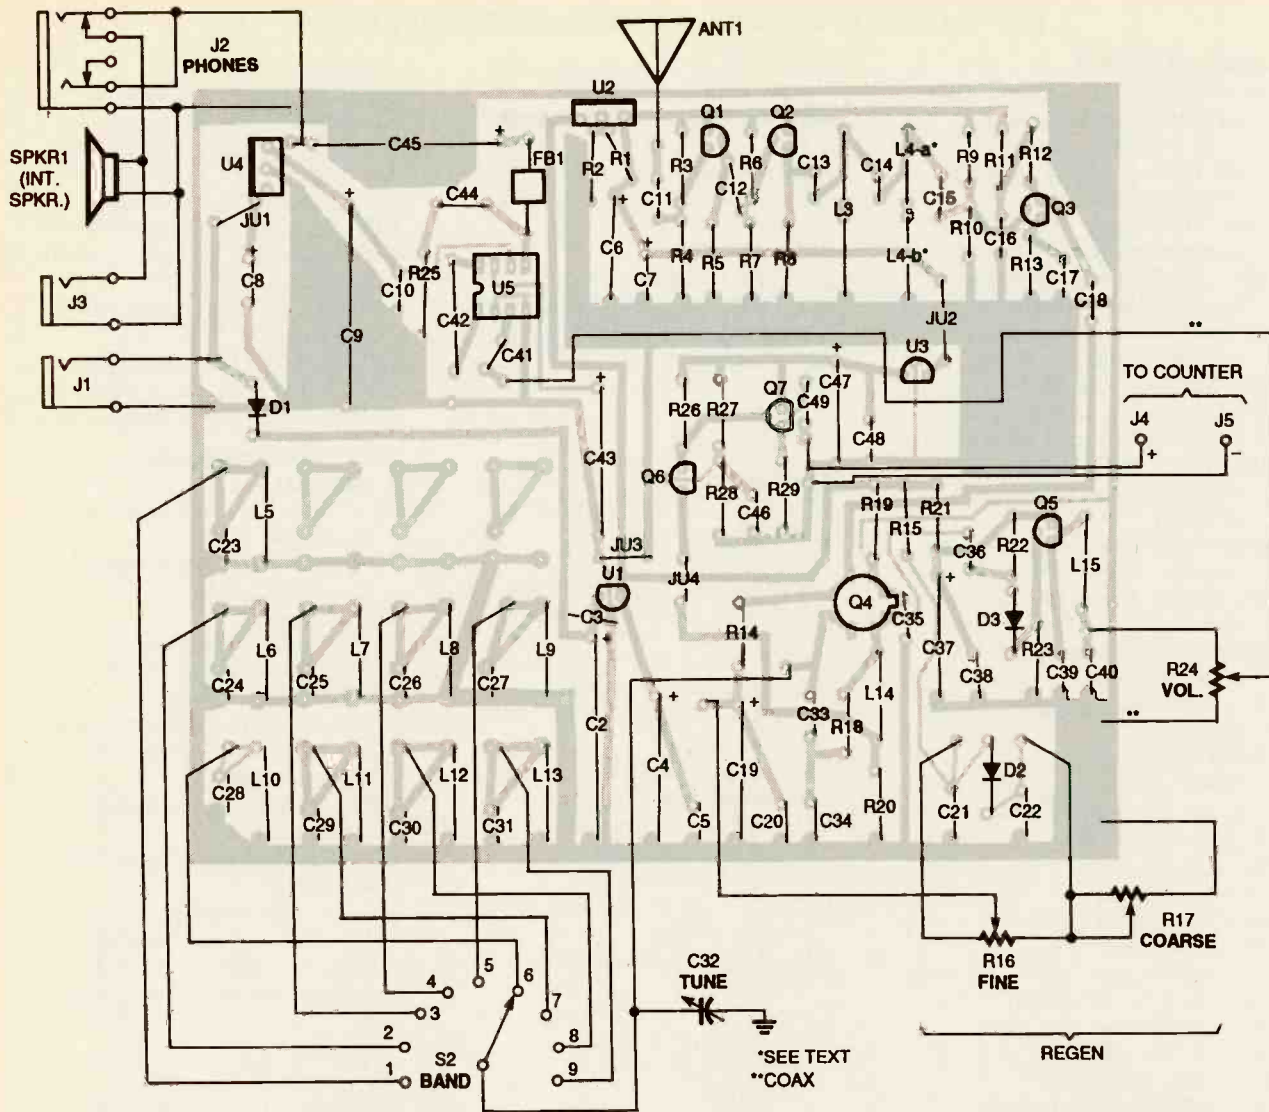 J2
PHONES
ANT1
U2
Q1
Q2
SPKR1
(INT.
SPKR.)
U4
C45
FB1
R2
R1
R3
R6
C13
C14
L4-a*
R9
R11
R12
C12
C11
C15
L3
Q3
C44
JU1
R10
C16
C6
C7
R4
R5
R7
R8
L4-b*
R13
C17
C18
C8
C10
R25
U5
C42
J3
C9
JU2
**
C41
U3
J1
D1
TO COUNTER
J4
J5
+
–
R26
R27
Q7
C49
C47
C48
C43
Q6
R28
C46
R29
L5
C23
R19
R15
R21
Q5
C36
R22
L15
JU3
U1
JU4
Q4
C35
C3
D3
R14
C37
R23
L6
L7
L8
L9
C24
C25
C26
C27
C38
C39
C40
R24
VOL.
**
L14
C2
C33
R18
C4
C19
L10
L11
L12
L13
C28
C29
C30
C31
D2
R20
C5
C20
C34
C21
C22
R17
COARSE
R16
FINE
REGEN
C32
TUNE
1
2
3
4
5
6
7
8
9
S2
BAND
*SEE TEXT
**COAX